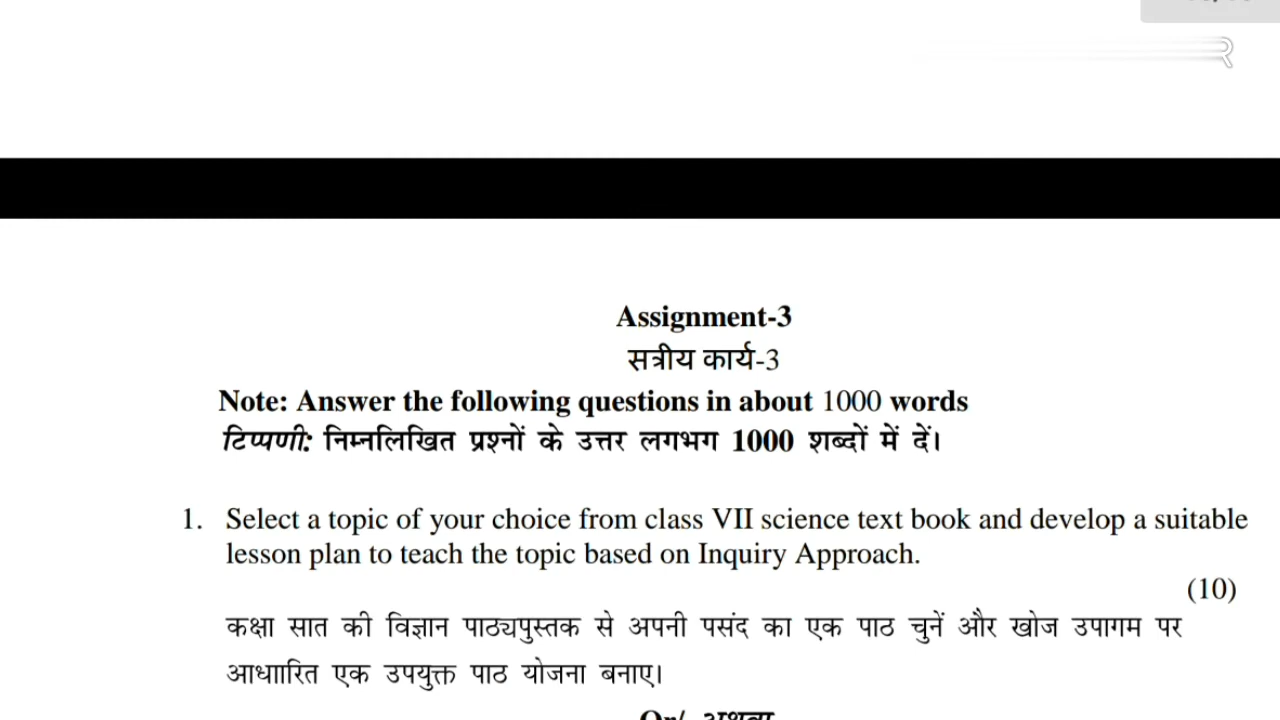 Assignment-3
सत्रीय कार्य-3
Note: Answer the following questions in about 1000 words
टिप्पणी: निम्नलिखित प्रश्नों के उत्तर लगभग 1000 शब्दों में दें।
1. Select a topic of your choice from class VII science text book and develop a suitable
lesson plan to teach the topic based on Inquiry Approach.
(10)
कक्षा सात की विज्ञान पाठ्यपुस्तक से अपनी पसंद का एक पाठ चुनें और खोज उपागम पर
आधाारित एक उपयुक्त पाठ योजना बनाए।
Or/ अथवा